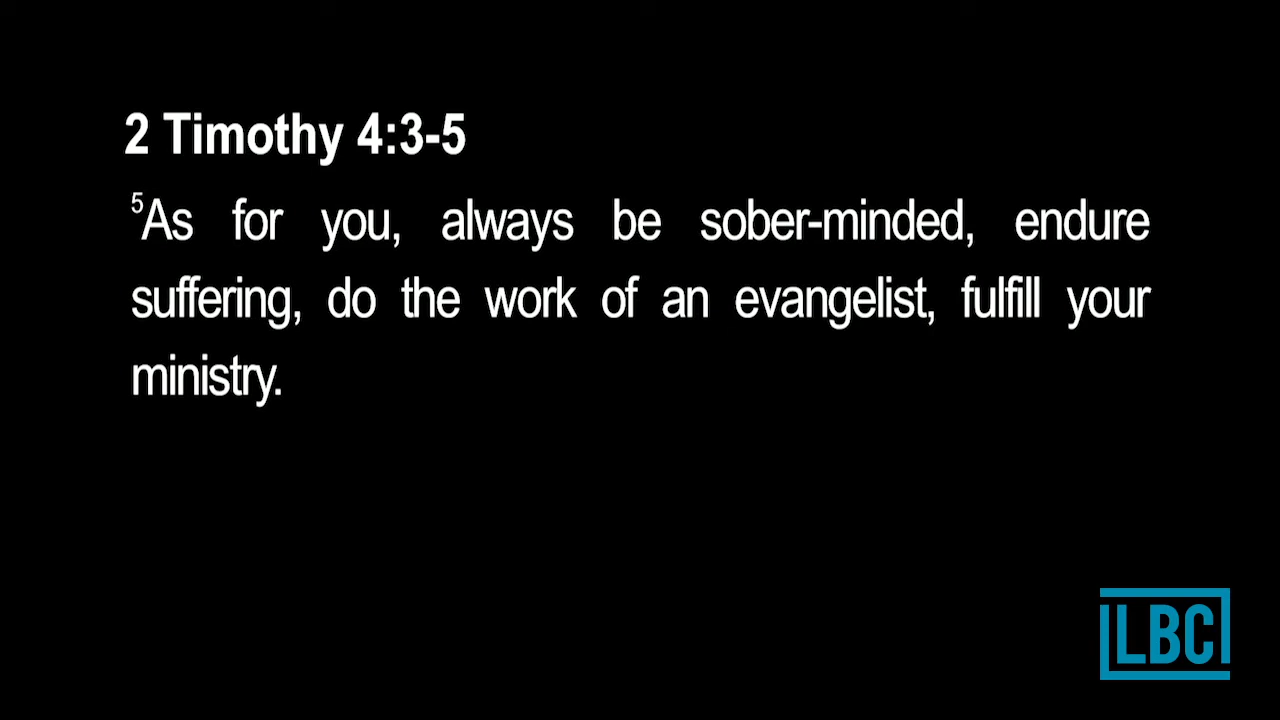 2 Timothy 4:3-5
⁵As for you, always be sober-minded, endure
suffering, do the work of an evangelist, fulfill your
ministry.
LBC